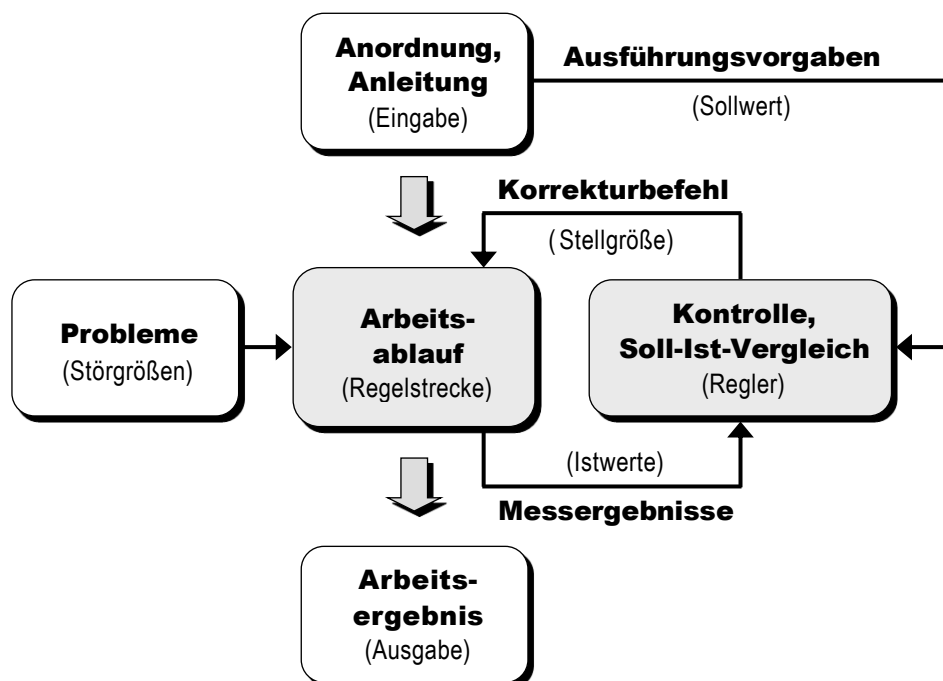 Anordnung,
Anleitung
(Eingabe)
Ausführungsvorgaben
(Sollwert)
Korrekturbefehl
(Stellgröße)
Probleme
(Störgrößen)
Arbeits-
ablauf
(Regelstrecke)
Kontrolle,
Soll-Ist-Vergleich
(Regler)
(Istwerte)
Messergebnisse
Arbeits-
ergebnis
(Ausgabe)